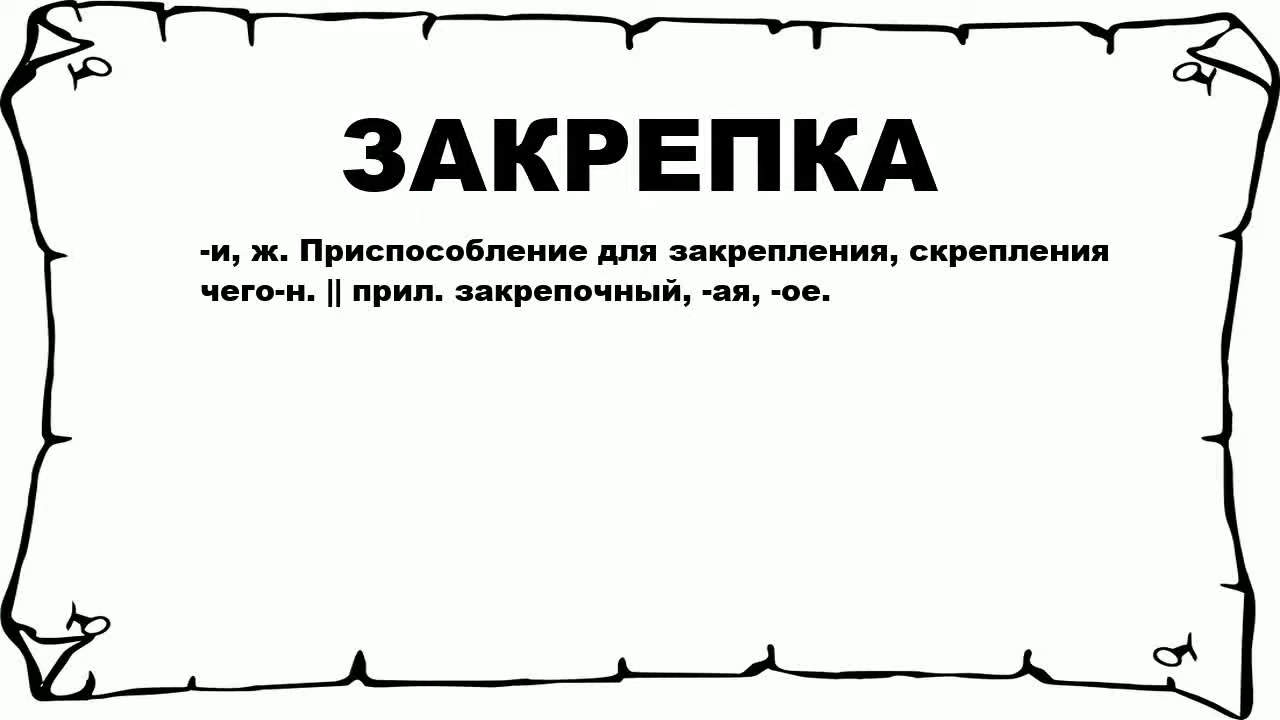 ЗАКРЕПКА
-и, ж. Приспособление для закрепления, скрепления
чего-н. || прил. закрепочный, -ая, -ое.